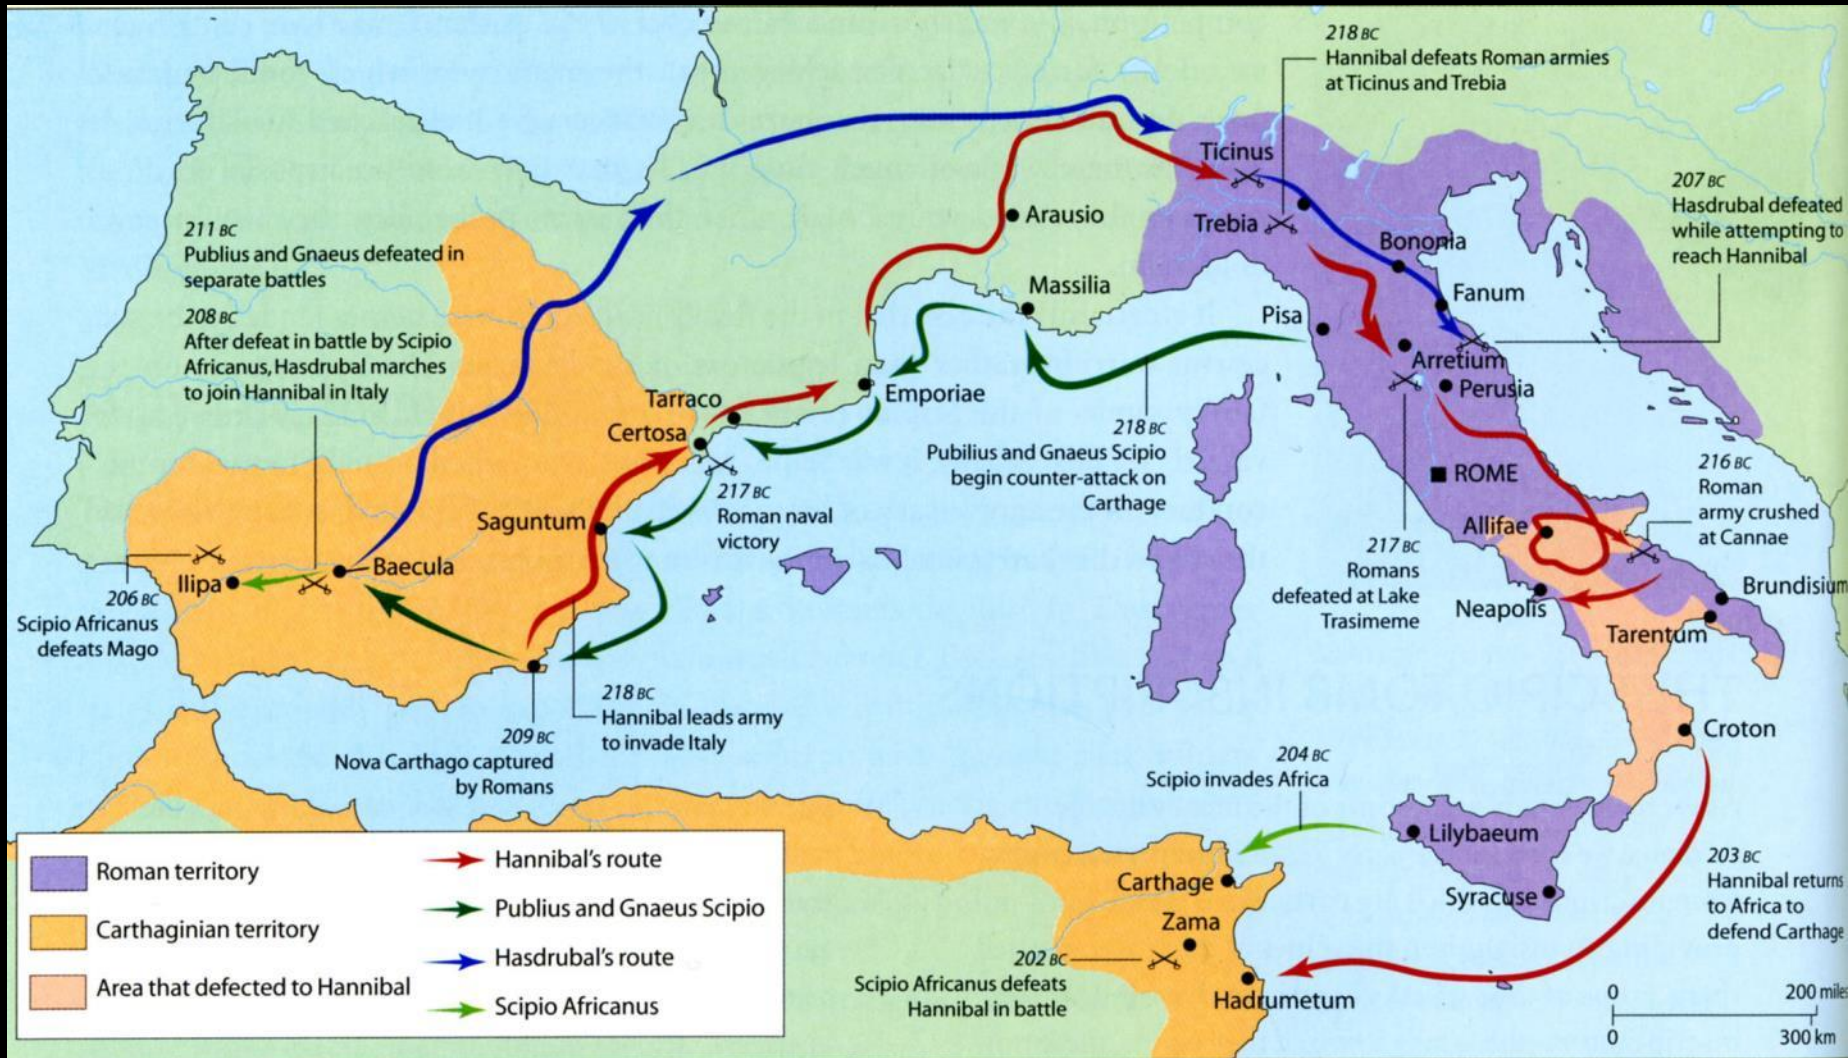 218 BC
Hannibal defeats Roman armies
at Ticinus and Trebia
Ticinus
Trebia
Arausio
Bononia
207 BC
Hasdrubal defeated
while attempting to
reach Hannibal
211 BC
Publius and Gnaeus defeated in
separate battles
208 BC
After defeat in battle by Scipio
Africanus, Hasdrubal marches
to join Hannibal in Italy
Massilia
Fanum
Pisa
Arretium
Perusia
Emporiae
Tarraco
Certosa
218 BC
Pubilius and Gnaeus Scipio
begin counter-attack on
Carthage
ROME
216 BC
Roman
army crushed
at Cannae
217 BC
Roman naval
victory
Saguntum
Allifae
217 BC
Romans
defeated at Lake
Trasimeme
Baecula
Ilipa
206 BC
Scipio Africanus
defeats Mago
Neapolis
Brundisium
Tarentum
218 BC
Hannibal leads army
to invade Italy
209 BC
Nova Carthago captured
by Romans
Croton
204 BC
Scipio invades Africa
Lilybaeum
Syracuse
Carthage
Zama
203 BC
Hannibal returns
to Africa to
defend Carthage
202 BC
Scipio Africanus defeats
Hannibal in battle
Hadrumetum
Roman territory
Carthaginian territory
Area that defected to Hannibal
Hannibal's route
Publius and Gnaeus Scipio
Hasdrubal's route
Scipio Africanus
0 200 miles
0 300 km